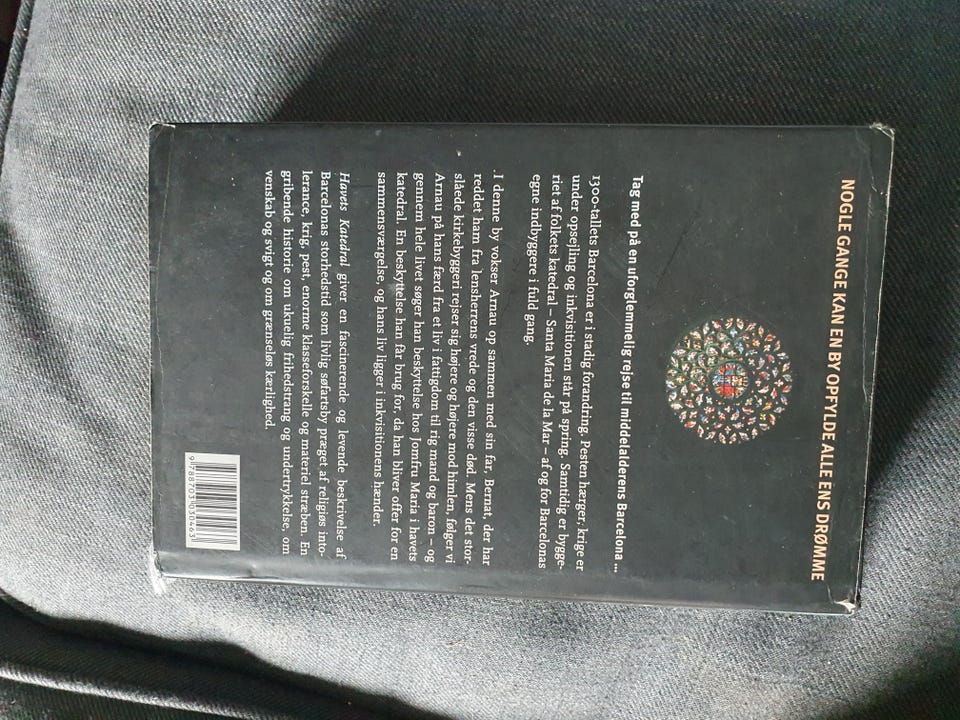 NOGLE GANGE KAN EN BY OPFYLDE ALLE ENS DRØMME
Tag med på en uforglemmelig rejse til middelalderens Barcelona ...
1300-tallets Barcelona er i stadig forandring. Pesten hærger, krige er
under opsejling og inkvisitionen står på spring. Samtidig er bygge-
riet af folkets katedral – Santa Maria de la Mar – af og for Barcelonas
egne indbyggere i fuld gang.
.I denne by vokser Arnau op sammen med sin far, Bernat, der har
reddet ham fra lensherrens vrede og den visse død. Mens det stor-
slåede kirkebyggeri rejser sig højere og højere mod himlen, følger vi
Arnau på hans færd fra et liv i fattigdom til rig mand og baron – og
gennem hele livet søger han beskyttelse hos Jomfru Maria i havets
katedral. En beskyttelse han får brug for, da han bliver offer for en
sammensværgelse, og hans liv ligger i inkvisitionens hænder.
Havets Katedral giver en fascinerende og levende beskrivelse af
Barcelonas storhedstid som livlig søfartsby præget af religiøs into-
lerance, krig, pest, enorme klasseforskelle og materiel stræben. En
gribende historie om ukuelig frihedstrang og undertrykkelse, om
venskab og svigt og om grænseløs kærlighed.
9 788703 030463